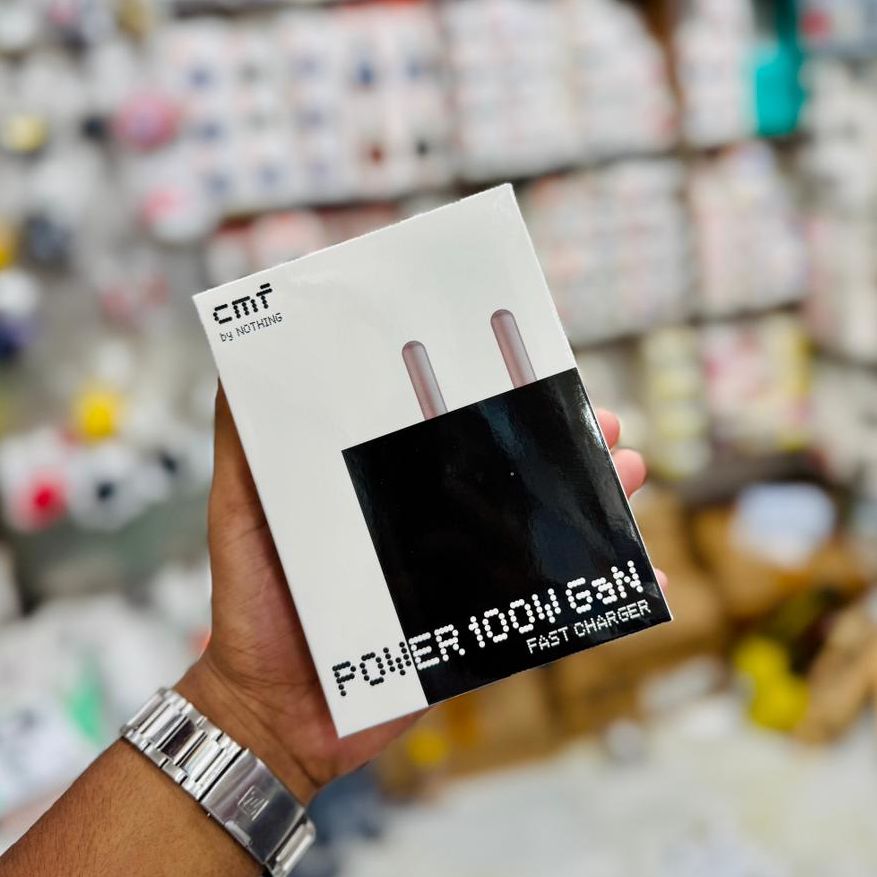 cmf
by NOTHING
POWER 100W GaN
FAST CHARGER